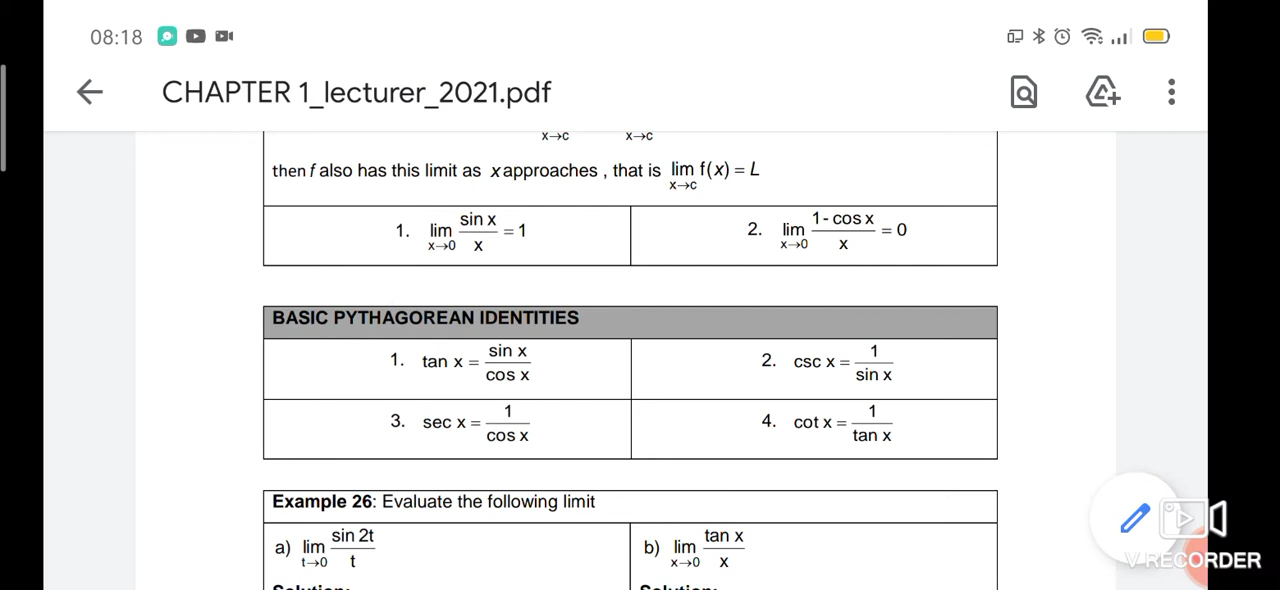 08:18
CHAPTER 1_lecturer_2021.pdf
x→c x→c
then f also has this limit as x approaches , that is lim x→c f(x) = L
1. lim x→0 sin x / x = 1
2. lim x→0 1- cos x / x = 0
BASIC PYTHAGOREAN IDENTITIES
1. tan x = sin x / cos x
2. csc x = 1 / sin x
3. sec x = 1 / cos x
4. cot x = 1 / tan x
Example 26: Evaluate the following limit
a) lim t→0 sin 2t / t
b) lim x→0 tan x / x
Solution:
Solution:
V RECORDER